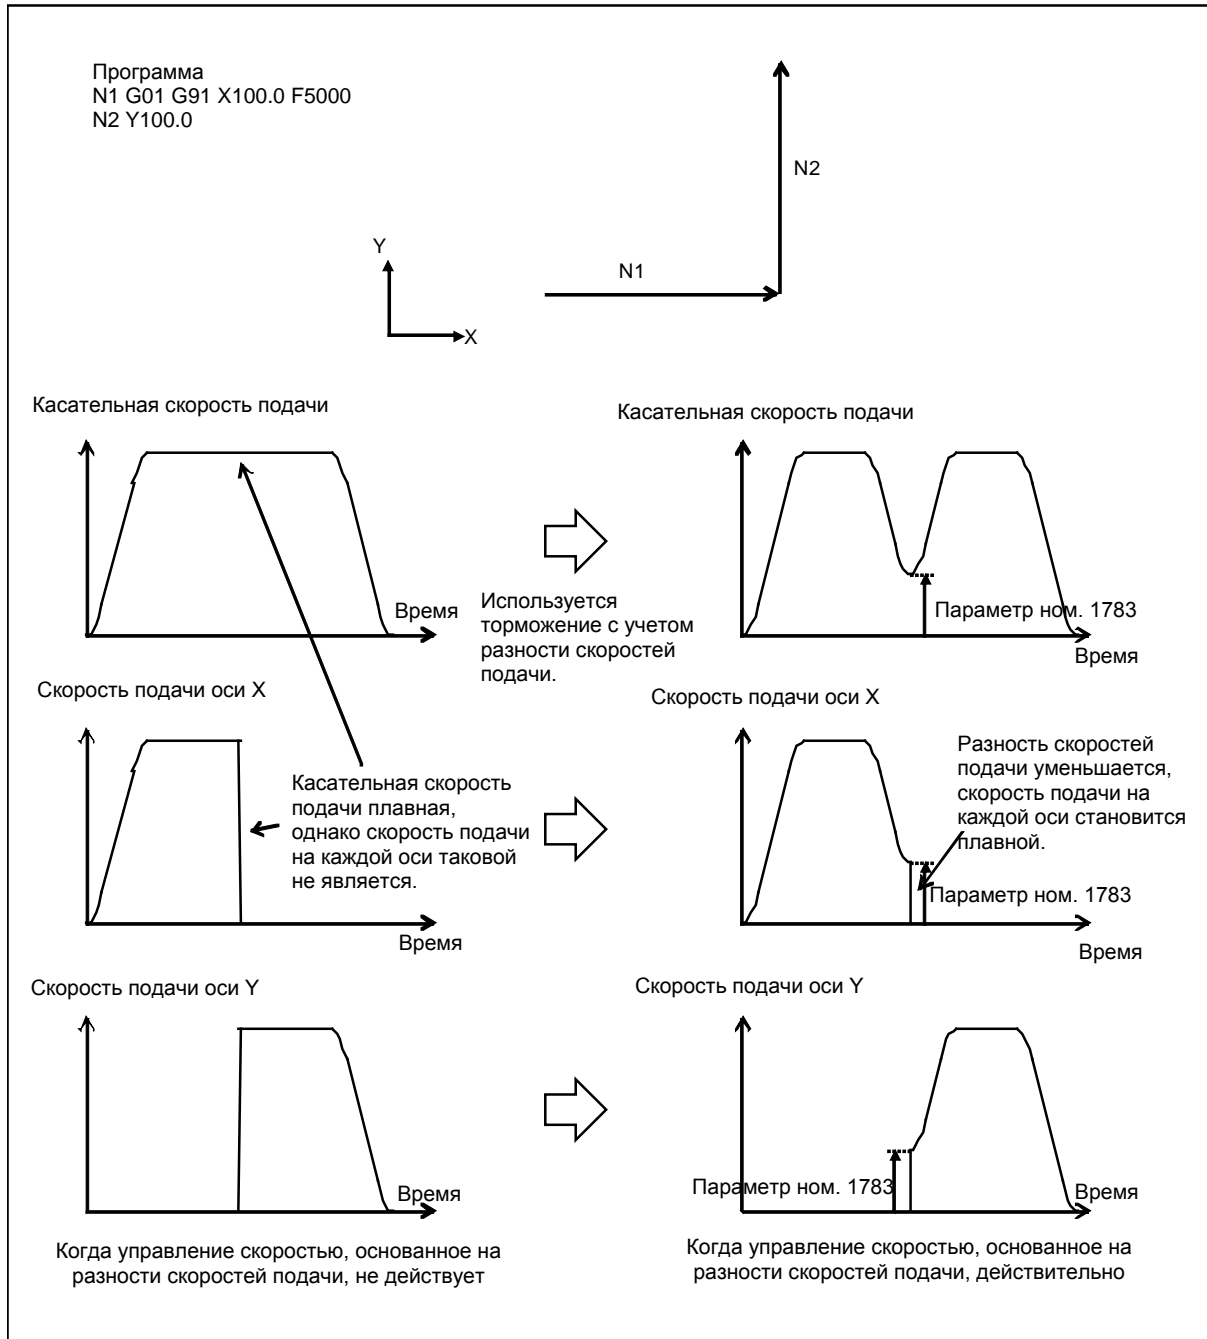 Программа
N1 G01 G91 X100.0 F5000
N2 Y100.0
N2
Y
N1
X
Касательная скорость подачи
Касательная скорость подачи
Время
Используется
торможение с учетом
разности скоростей
подачи.
Параметр ном. 1783
Время
Скорость подачи оси X
Скорость подачи оси X
Касательная скорость
подачи плавная,
однако скорость подачи
на каждой оси таковой
не является.
Время
Разность скоростей
подачи уменьшается,
скорость подачи на
каждой оси становится
плавной.
Параметр ном. 1783
Время
Скорость подачи оси Y
Скорость подачи оси Y
Время
Параметр ном. 1783
Время
Когда управление скоростью, основанное на
разности скоростей подачи, не действует
Когда управление скоростью, основанное на
разности скоростей подачи, действительно